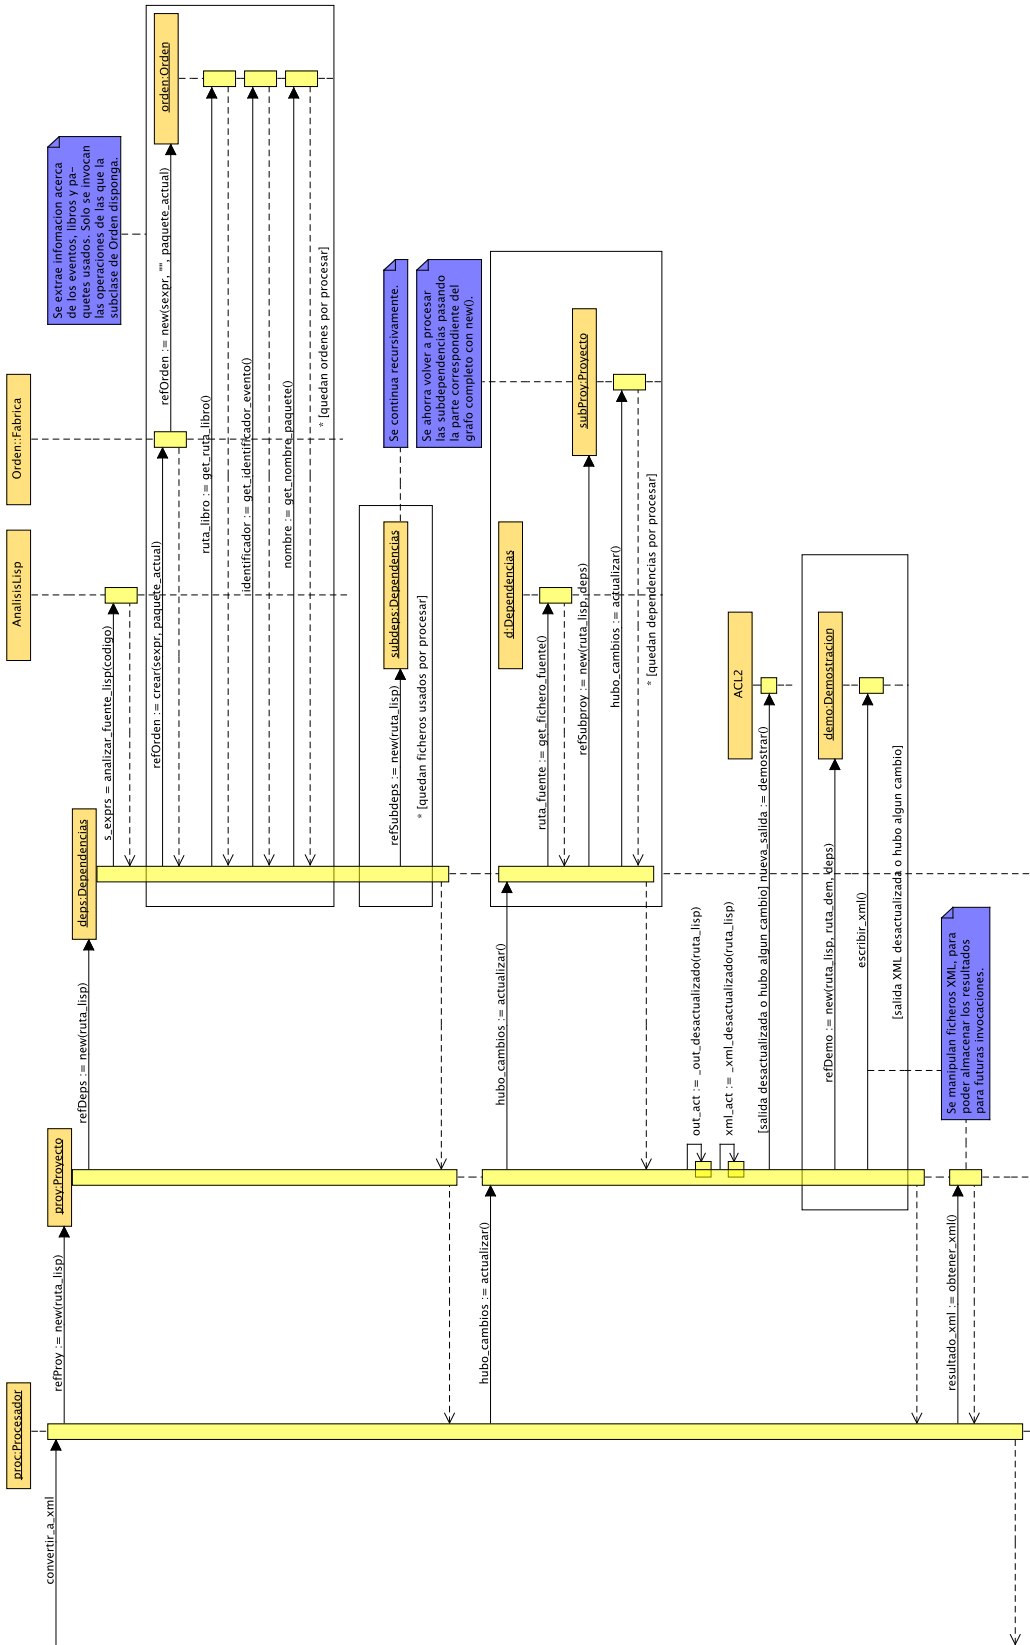 proc:Procesador
AnalisisLisp
Orden::Fabrica
convertir_a_xml
refProy := new(ruta_lisp)
proy:Proyecto
refDeps := new(ruta_lisp)
deps:Dependencias
s_exprs = analizar_fuente_lisp(codigo)
Se extrae infomacion acerca
de los eventos, libros y pa-
quetes usados. Solo se invocan
las operaciones de las que la
subclase de Orden disponga.
refOrden := crear(sexpr, paquete_actual)
refOrden := new(sexpr, "", paquete_actual)
orden:Orden
ruta_libro := get_ruta_libro()
identificador := get_identificador_evento()
nombre := get_nombre_paquete()
* [quedan ordenes por procesar]
refSubdeps := new(ruta_lisp)
subdeps:Dependencias
Se continua recursivamente.
* [quedan ficheros usados por procesar]
Se ahorra volver a procesar
las subdependencias pasando
la parte correspondiente del
grafo completo con new().
hubo_cambios := actualizar()
hubo_cambios := actualizar()
d:Dependencias
ruta_fuente := get_fichero_fuente()
refSubproy := new(ruta_lisp, deps)
subProy:Proyecto
hubo_cambios := actualizar()
* [quedan dependencias por procesar]
out_act := _out_desactualizado(ruta_lisp)
xml_act := _xml_desactualizado(ruta_lisp)
ACL2
[salida desactualizada o hubo algun cambio] nueva_salida := demostrar()
refDemo := new(ruta_lisp, ruta_dem, deps)
demo:Demostracion
escribir_xml()
[salida XML desactualizada o hubo algun cambio]
resultado_xml := obtener_xml()
Se manipulan ficheros XML, para
poder almacenar los resultados
para futuras invocaciones.